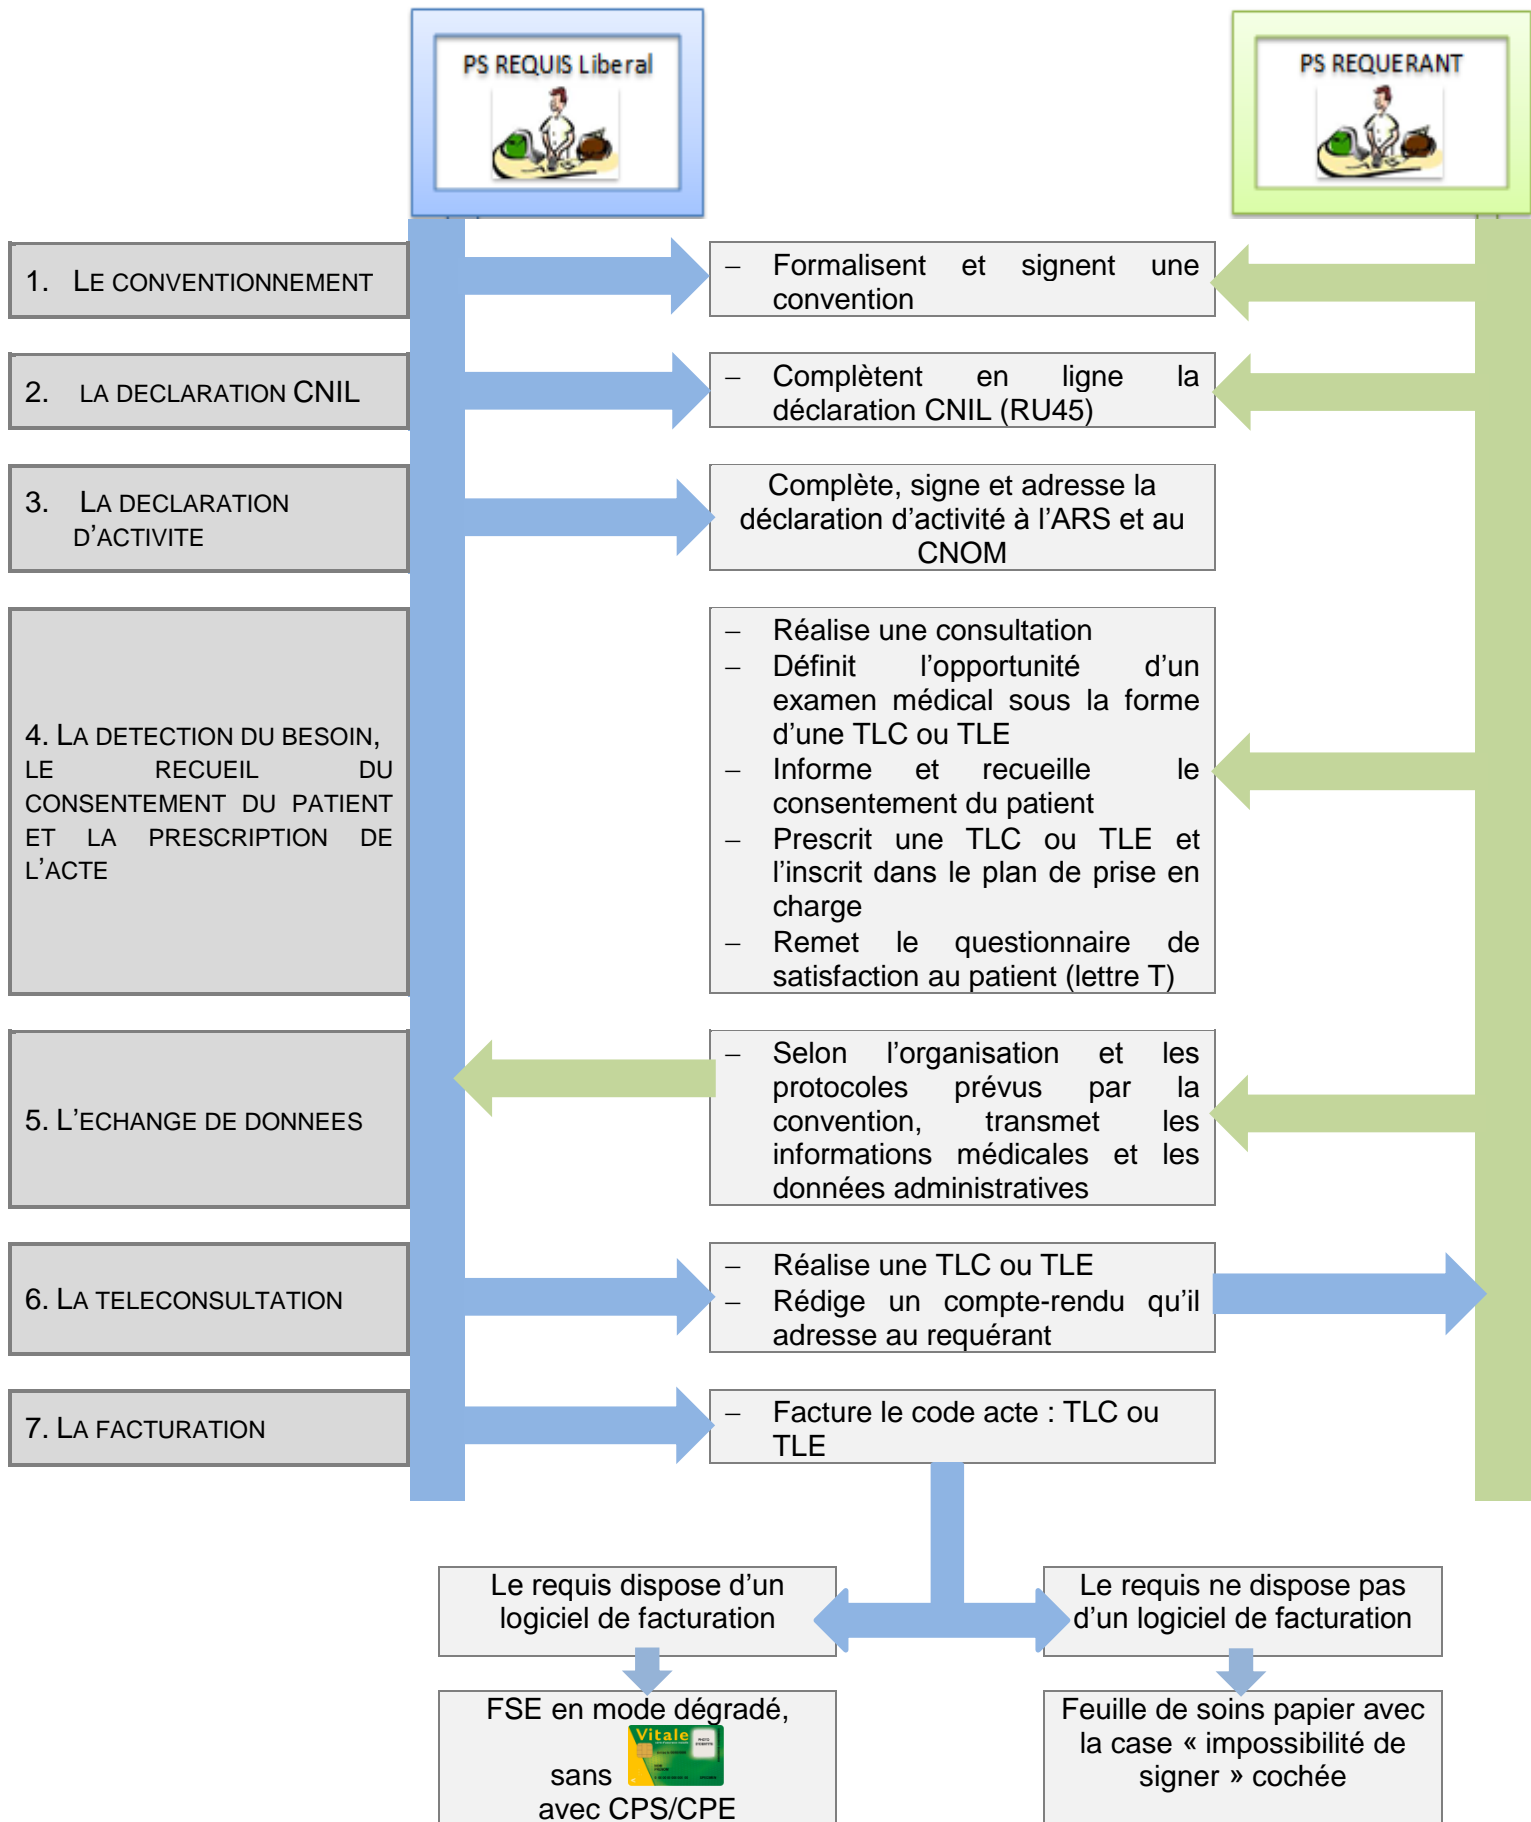 PS REQUIS Liberal
PS REQUERANT
1. LE CONVENTIONNEMENT
– Formalisent et signent une
convention
2. LA DECLARATION CNIL
– Complètent en ligne la
déclaration CNIL (RU45)
3. LA DECLARATION
D’ACTIVITE
Complète, signe et adresse la
déclaration d’activité à l’ARS et au
CNOM
4. LA DETECTION DU BESOIN,
LE RECUEIL DU
CONSENTEMENT DU PATIENT
ET LA PRESCRIPTION DE
L’ACTE
– Réalise une consultation
– Définit l’opportunité d’un
examen médical sous la forme
d’une TLC ou TLE
– Informe et recueille le
consentement du patient
– Prescrit une TLC ou TLE et
l’inscrit dans le plan de prise en
charge
– Remet le questionnaire de
satisfaction au patient (lettre T)
5. L’ECHANGE DE DONNEES
– Selon l’organisation et les
protocoles prévus par la
convention, transmet les
informations médicales et les
données administratives
6. LA TELECONSULTATION
– Réalise une TLC ou TLE
– Rédige un compte-rendu qu’il
adresse au requérant
7. LA FACTURATION
– Facture le code acte : TLC ou
TLE
Le requis dispose d’un
logiciel de facturation
Le requis ne dispose pas
d’un logiciel de facturation
FSE en mode dégradé,
Vitale
sans
avec CPS/CPE
Feuille de soins papier avec
la case « impossibilité de
signer » cochée